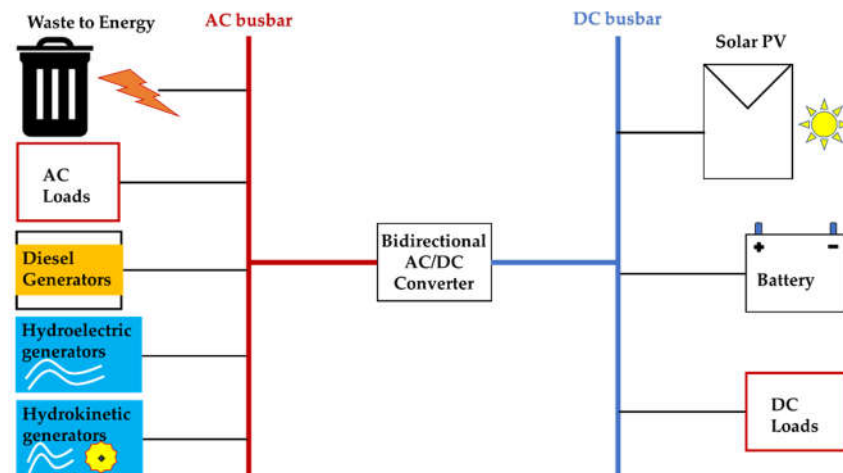 Waste to Energy
AC busbar
DC busbar
Solar PV
AC
Loads
Diesel
Generators
Bidirectional
AC/DC
Converter
+ −
Battery
Hydroelectric
generators
Hydrokinetic
generators
DC
Loads